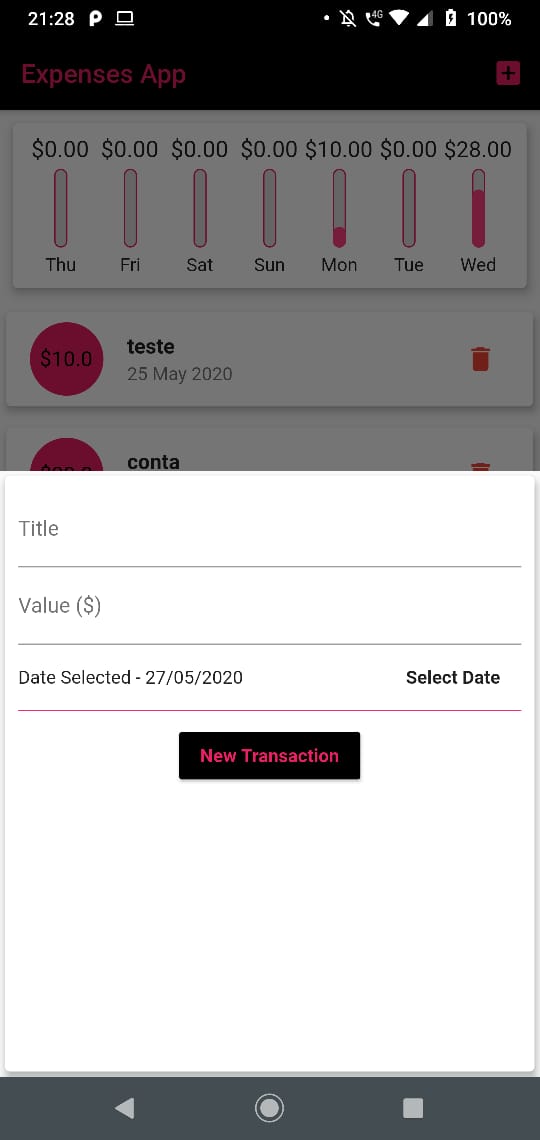 21:28 4G 100%
Expenses App
$0.00 $0.00 $0.00 $0.00 $10.00 $0.00 $28.00
Thu Fri Sat Sun Mon Tue Wed
$10.0
teste
25 May 2020
conta
Title
Value ($)
Date Selected - 27/05/2020 Select Date
New Transaction